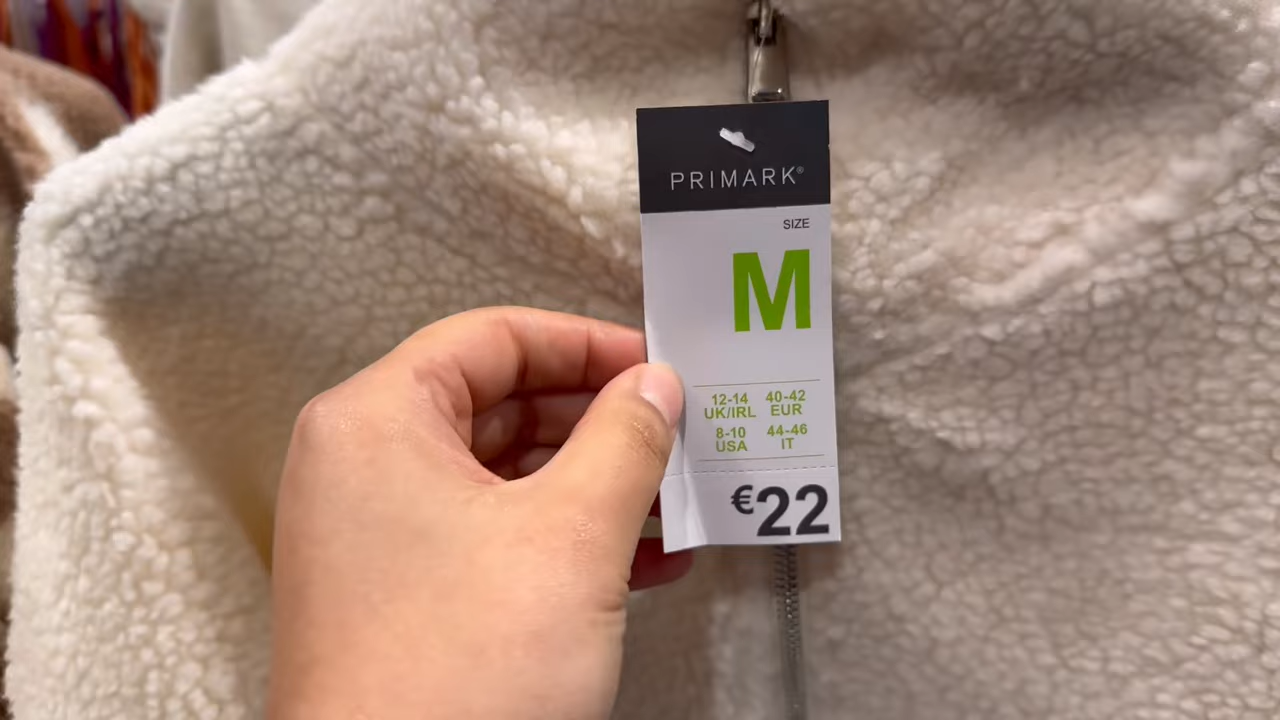 PRIMARK®
SIZE
M
12-14 40-42
UK/IRL EUR
8-10 44-46
USA IT
€22